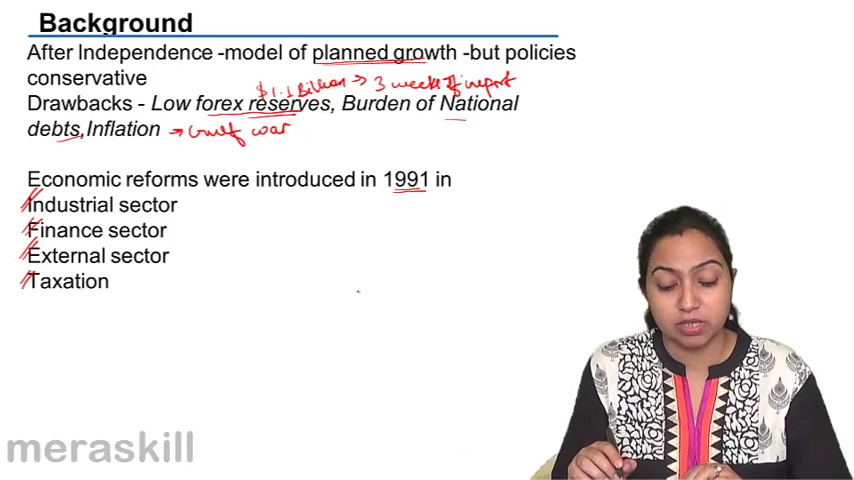 Background
After Independence -model of planned growth -but policies
conservative
$1.1 Billion → 3 weeks of import
Drawbacks - Low forex reserves, Burden of National
debts,Inflation → Gulf war
Economic reforms were introduced in 1991 in
Industrial sector
Finance sector
External sector
Taxation
meraskill